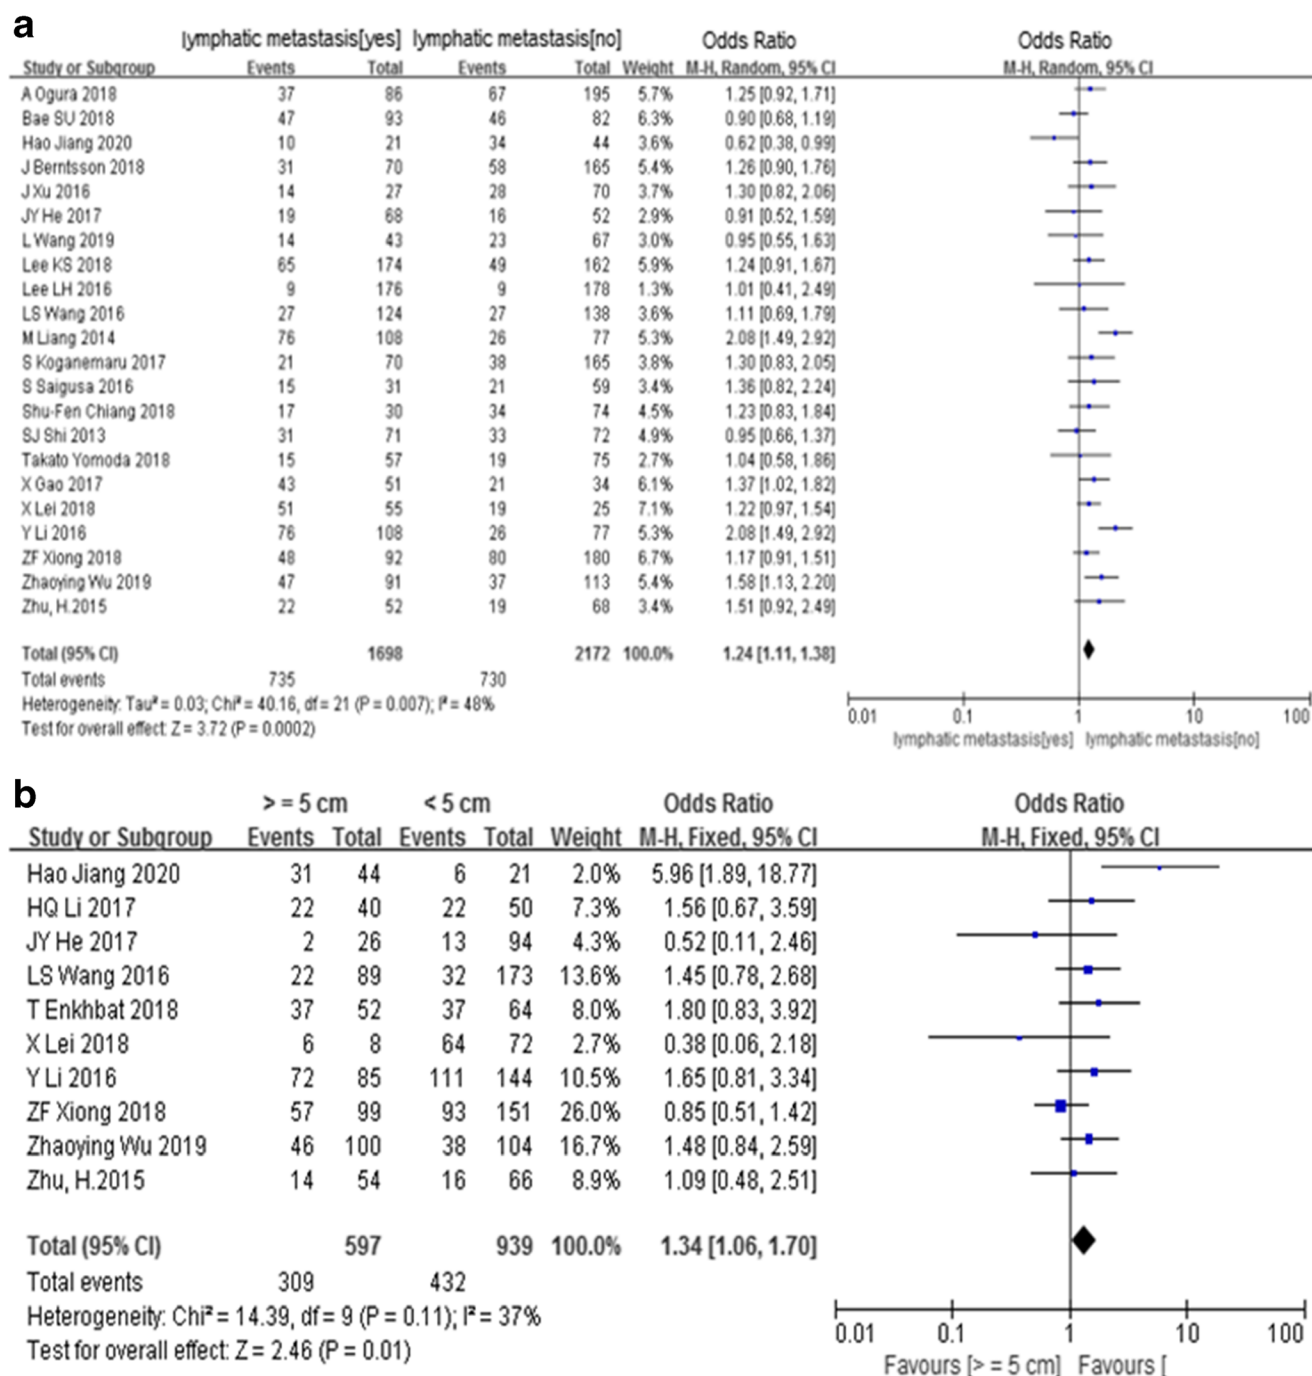 a
lymphatic metastasis[yes] lymphatic metastasis[no] Odds Ratio Odds Ratio
Study or Subgroup Events Total Events Total Weight M-H, Random, 95% CI M-H, Random, 95% CI
A Ogura 2018 37 86 67 195 5.7% 1.25 [0.92, 1.71]
Bae SU 2018 47 93 46 82 6.3% 0.90 [0.68, 1.19]
Hao Jiang 2020 10 21 34 44 3.6% 0.62 [0.38, 0.99]
J Berntsson 2018 31 70 58 165 5.4% 1.26 [0.90, 1.76]
J Xu 2016 14 27 28 70 3.7% 1.30 [0.82, 2.06]
JY He 2017 19 68 16 52 2.9% 0.91 [0.52, 1.59]
L Wang 2019 14 43 23 67 3.0% 0.95 [0.55, 1.63]
Lee KS 2018 65 174 49 162 5.9% 1.24 [0.91, 1.67]
Lee LH 2016 9 176 9 178 1.3% 1.01 [0.41, 2.49]
LS Wang 2016 27 124 27 138 3.6% 1.11 [0.69, 1.79]
M Liang 2014 76 108 26 77 5.3% 2.08 [1.49, 2.92]
S Koganemaru 2017 21 70 38 165 3.8% 1.30 [0.83, 2.05]
S Saigusa 2016 15 31 21 59 3.4% 1.36 [0.82, 2.24]
Shu-Fen Chiang 2018 17 30 34 74 4.5% 1.23 [0.83, 1.84]
SJ Shi 2013 31 71 33 72 4.9% 0.95 [0.66, 1.37]
Takato Yomoda 2018 15 57 19 75 2.7% 1.04 [0.58, 1.86]
X Gao 2017 43 51 21 34 6.1% 1.37 [1.02, 1.82]
X Lei 2018 51 55 19 25 7.1% 1.22 [0.97, 1.54]
Y Li 2016 76 108 26 77 5.3% 2.08 [1.49, 2.92]
ZF Xiong 2018 48 92 80 180 6.7% 1.17 [0.91, 1.51]
Zhaoying Wu 2019 47 91 37 113 5.4% 1.58 [1.13, 2.20]
Zhu, H.2015 22 52 19 68 3.4% 1.51 [0.92, 2.49]
Total (95% CI) 1698 2172 100.0% 1.24 [1.11, 1.38]
Total events 735 730
Heterogeneity: Tau² = 0.03; Chi² = 40.16, df = 21 (P = 0.007); I² = 48%
Test for overall effect: Z = 3.72 (P = 0.0002)
0.01 0.1 1 10 100
lymphatic metastasis[yes] lymphatic metastasis[no]
b
> = 5 cm < 5 cm Odds Ratio Odds Ratio
Study or Subgroup Events Total Events Total Weight M-H, Fixed, 95% CI M-H, Fixed, 95% CI
Hao Jiang 2020 31 44 6 21 2.0% 5.96 [1.89, 18.77]
HQ Li 2017 22 40 22 50 7.3% 1.56 [0.67, 3.59]
JY He 2017 2 26 13 94 4.3% 0.52 [0.11, 2.46]
LS Wang 2016 22 89 32 173 13.6% 1.45 [0.78, 2.68]
T Enkhbat 2018 37 52 37 64 8.0% 1.80 [0.83, 3.92]
X Lei 2018 6 8 64 72 2.7% 0.38 [0.06, 2.18]
Y Li 2016 72 85 111 144 10.5% 1.65 [0.81, 3.34]
ZF Xiong 2018 57 99 93 151 26.0% 0.85 [0.51, 1.42]
Zhaoying Wu 2019 46 100 38 104 16.7% 1.48 [0.84, 2.59]
Zhu, H.2015 14 54 16 66 8.9% 1.09 [0.48, 2.51]
Total (95% CI) 597 939 100.0% 1.34 [1.06, 1.70]
Total events 309 432
Heterogeneity: Chi² = 14.39, df = 9 (P = 0.11); I² = 37%
Test for overall effect: Z = 2.46 (P = 0.01)
0.01 0.1 1 10 100
Favours [> = 5 cm] Favours [